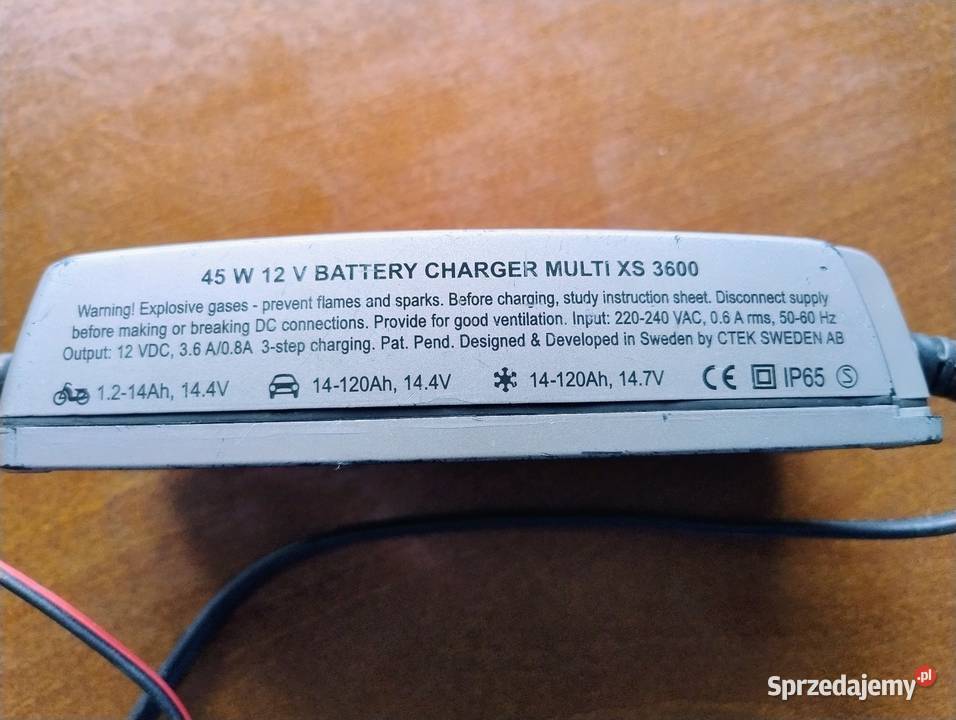 45 W 12 V BATTERY CHARGER MULTI XS 3600
Warning! Explosive gases - prevent flames and sparks. Before charging, study instruction sheet. Disconnect supply
before making or breaking DC connections. Provide for good ventilation. Input: 220-240 VAC, 0.6 A rms, 50-60 Hz
Output: 12 VDC, 3.6 A/0.8A 3-step charging. Pat. Pend. Designed & Developed in Sweden by CTEK SWEDEN AB
1.2-14Ah, 14.4V 14-120Ah, 14.4V 14-120Ah, 14.7V CE IP65 S
Sprzedajemy.pl